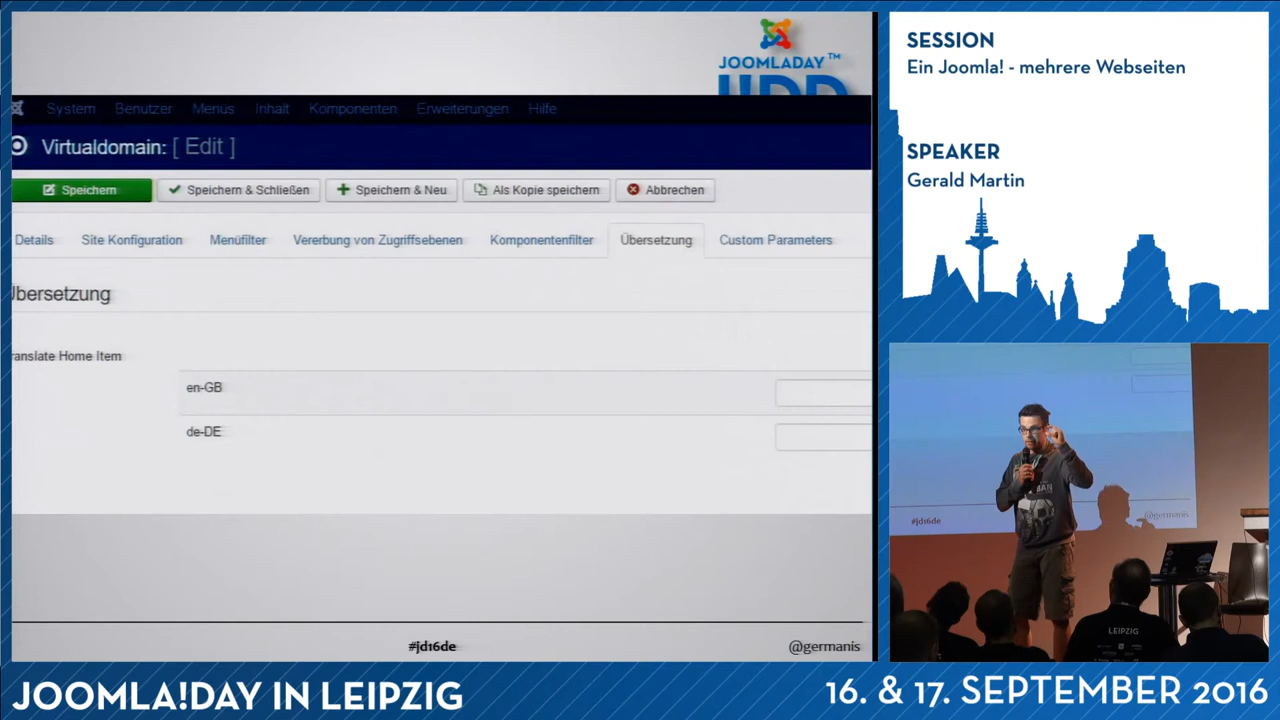 JOOMLADAY™
JDD
System Benutzer Menüs Inhalt Komponenten Erweiterungen Hilfe
Virtualdomain: [ Edit ]
Speichern Speichern & Schließen Speichern & Neu Als Kopie speichern Abbrechen
Details Site Konfiguration Menüfilter Vererbung von Zugriffsebenen Komponentenfilter Übersetzung Custom Parameters
Übersetzung
ranslate Home Item
en-GB
de-DE
#jd16de
@germanis
SESSION
Ein Joomla! - mehrere Webseiten
SPEAKER
Gerald Martin
#jd16de
@germanis
LEIPZIG
JOOMLA!DAY IN LEIPZIG
16. & 17. SEPTEMBER 2016